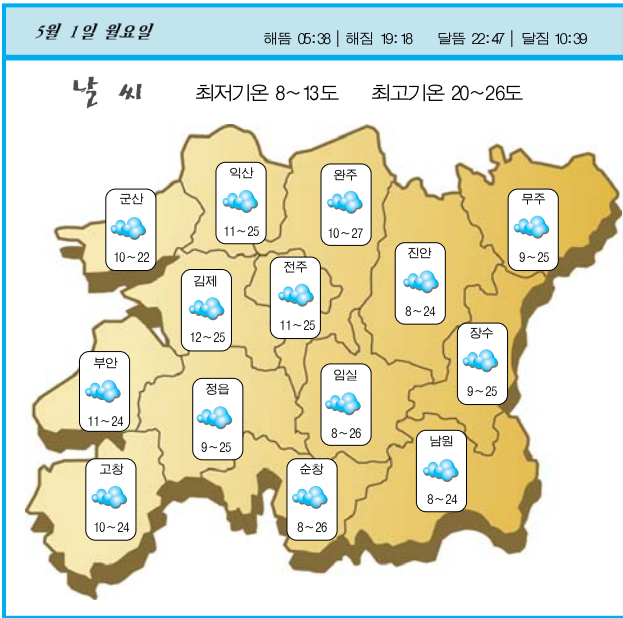 5월 1일 월요일
해뜸 05:38 | 해짐 19:18 달뜸 22:47 | 달짐 10:39
날 씨 최저기온 8~13도 최고기온 20~26도
익산
11~25
완주
10~27
군산
10~22
무주
9~25
진안
8~24
전주
11~25
김제
12~25
장수
9~25
부안
11~24
정읍
9~25
임실
8~26
남원
8~24
고창
10~24
순창
8~26